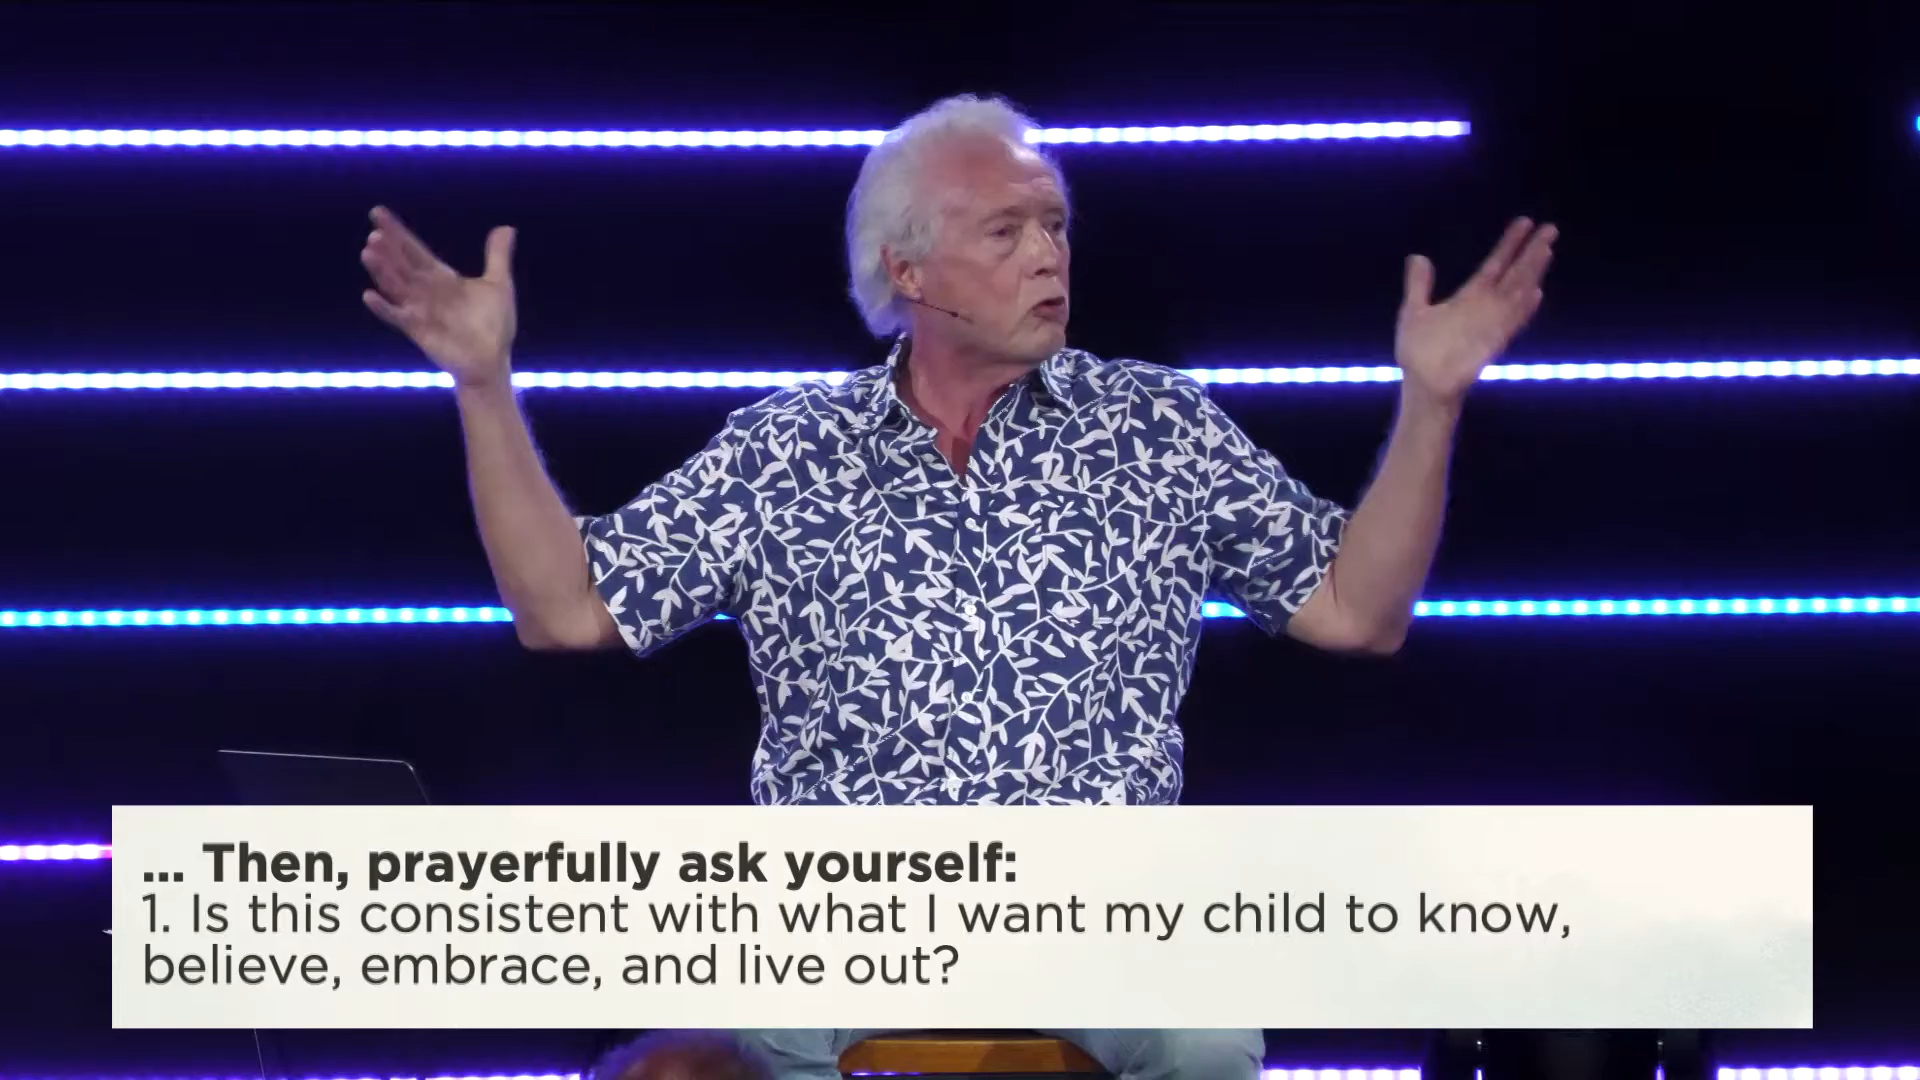 ... Then, prayerfully ask yourself:
1. Is this consistent with what I want my child to know,
believe, embrace, and live out?